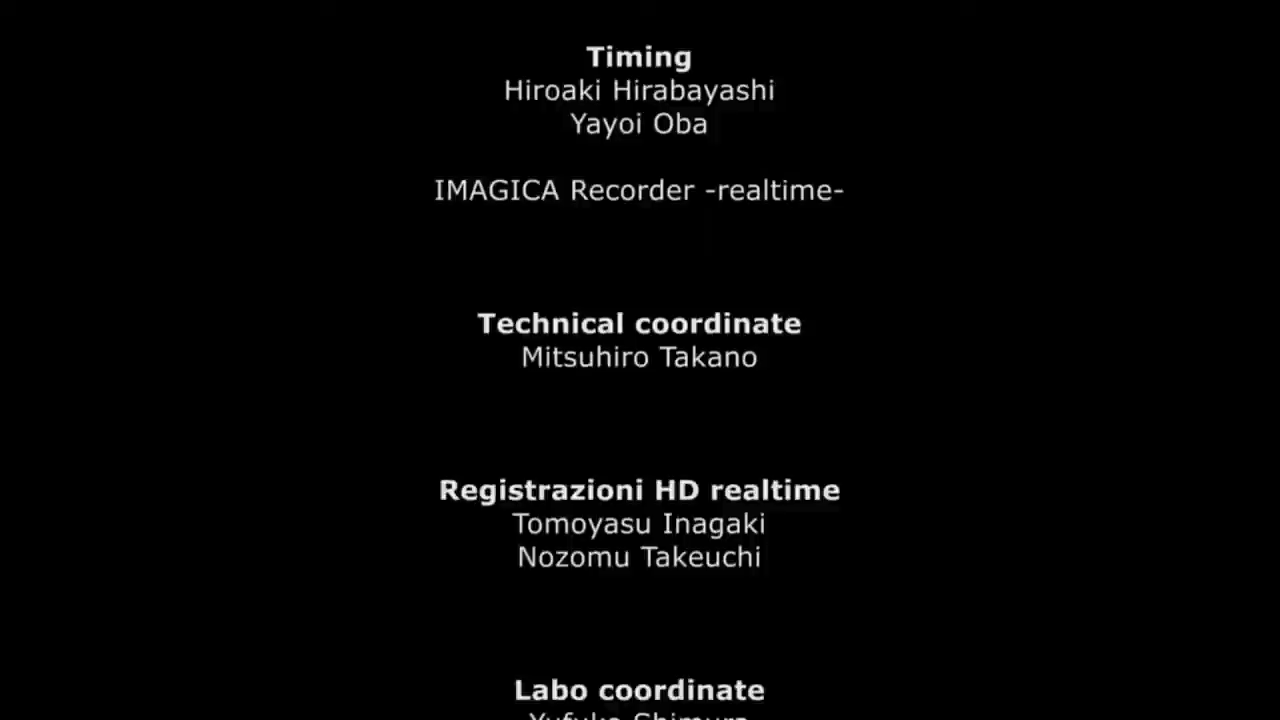 Timing
Hiroaki Hirabayashi
Yayoi Oba
IMAGICA Recorder -realtime-
Technical coordinate
Mitsuhiro Takano
Registrazioni HD realtime
Tomoyasu Inagaki
Nozomu Takeuchi
Labo coordinate
Shimura